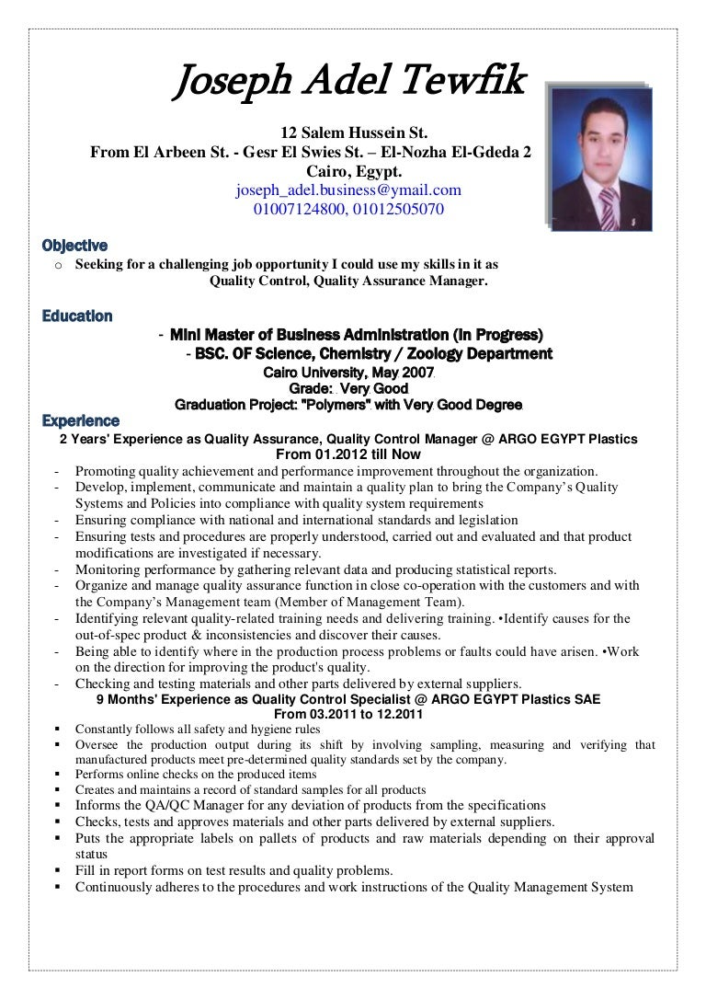 Joseph Adel Tewfik
12 Salem Hussein St.
From El Arbeen St. - Gesr El Swies St. – El-Nozha El-Gdeda 2
Cairo, Egypt.
joseph_adel.business@ymail.com
01007124800, 01012505070
Objective
o Seeking for a challenging job opportunity I could use my skills in it as
Quality Control, Quality Assurance Manager.
Education
- Mini Master of Business Administration (In Progress)
- BSC. OF Science, Chemistry / Zoology Department
Cairo University, May 2007
Grade: Very Good
Graduation Project: "Polymers" with Very Good Degree
Experience
2 Years' Experience as Quality Assurance, Quality Control Manager @ ARGO EGYPT Plastics
From 01.2012 till Now
- Promoting quality achievement and performance improvement throughout the organization.
- Develop, implement, communicate and maintain a quality plan to bring the Company's Quality
Systems and Policies into compliance with quality system requirements
- Ensuring compliance with national and international standards and legislation
- Ensuring tests and procedures are properly understood, carried out and evaluated and that product
modifications are investigated if necessary.
- Monitoring performance by gathering relevant data and producing statistical reports.
- Organize and manage quality assurance function in close co-operation with the customers and with
the Company's Management team (Member of Management Team).
- Identifying relevant quality-related training needs and delivering training. •Identify causes for the
out-of-spec product & inconsistencies and discover their causes.
- Being able to identify where in the production process problems or faults could have arisen. •Work
on the direction for improving the product's quality.
- Checking and testing materials and other parts delivered by external suppliers.
9 Months' Experience as Quality Control Specialist @ ARGO EGYPT Plastics SAE
From 03.2011 to 12.2011
▪ Constantly follows all safety and hygiene rules
▪ Oversee the production output during its shift by involving sampling, measuring and verifying that
manufactured products meet pre-determined quality standards set by the company.
▪ Performs online checks on the produced items
▪ Creates and maintains a record of standard samples for all products
▪ Informs the QA/QC Manager for any deviation of products from the specifications
▪ Checks, tests and approves materials and other parts delivered by external suppliers.
▪ Puts the appropriate labels on pallets of products and raw materials depending on their approval
status
▪ Fill in report forms on test results and quality problems.
▪ Continuously adheres to the procedures and work instructions of the Quality Management System